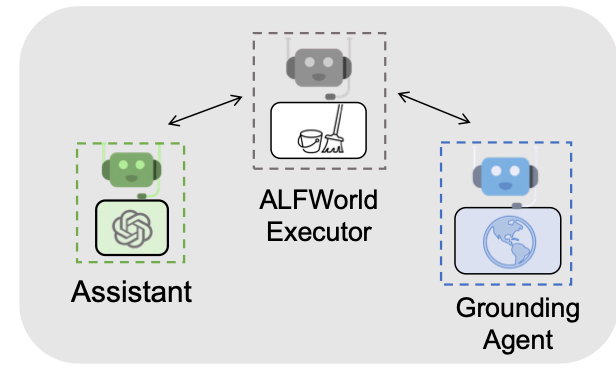 ALFWorld
Executor
Assistant
Grounding
Agent